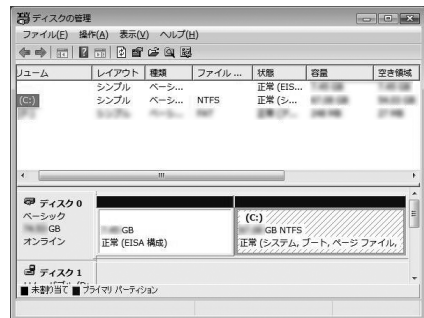 ディスクの管理
ファイル(F) 操作(A) 表示(V) ヘルプ(H)
ューム レイアウト 種類 ファイル ... 状態 容量 空き領域
シンプル ベーシ... 正常 (EIS...
(C:) シンプル ベーシ... NTFS 正常 (シ...
ディスク 0
ベーシック
GB
オンライン
GB
正常 (EISA 構成)
(C:)
GB NTFS
正常 (システム, ブート, ページ ファイル,
ディスク 1
未割り当て プライマリ パーティション